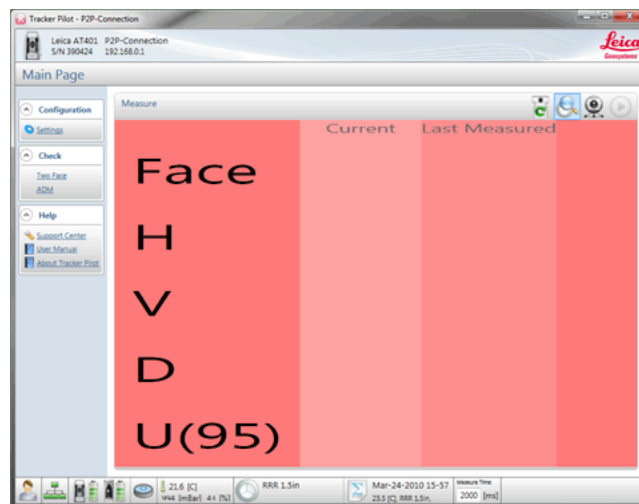 Tracker Pilot - P2P-Connection
Leica AT401 P2P-Connection
S/N 390424 192.168.0.1
Leica
Geosystems
Main Page
Configuration
Settings
Check
Two Face
ADM
Help
Support Center
User Manual
About Tracker Pilot
Measure
Current Last Measured
Face
H
V
D
U(95)
21.6 [C]
[mBar] 44 [%]
RRR 1.5in
Mar-24-2010 15-57
23.5 [C], RRR 1.5in,
Measure Time:
2000 [ms]